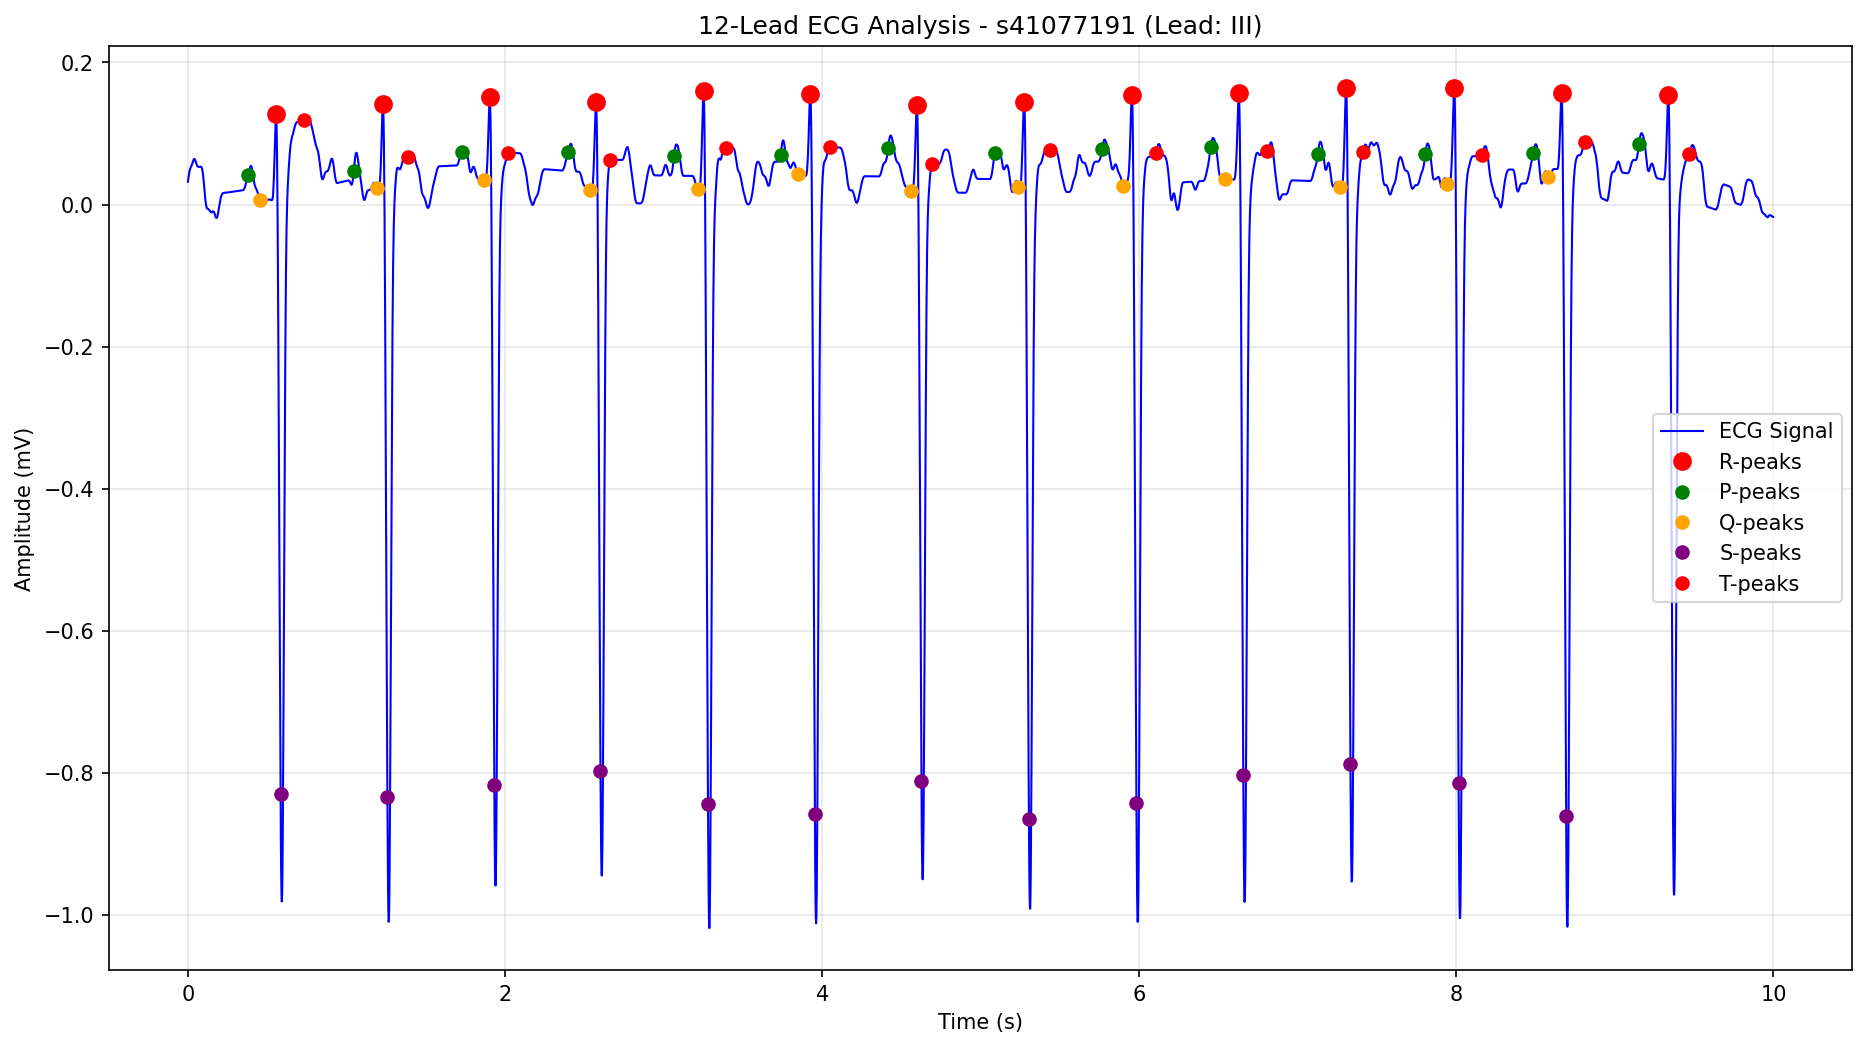 12-Lead ECG Analysis - s41077191 (Lead: III)
0.2
0.0
−0.2
−0.4
−0.6
−0.8
−1.0
Amplitude (mV)
ECG Signal
R-peaks
P-peaks
Q-peaks
S-peaks
T-peaks
0 2 4 6 8 10
Time (s)